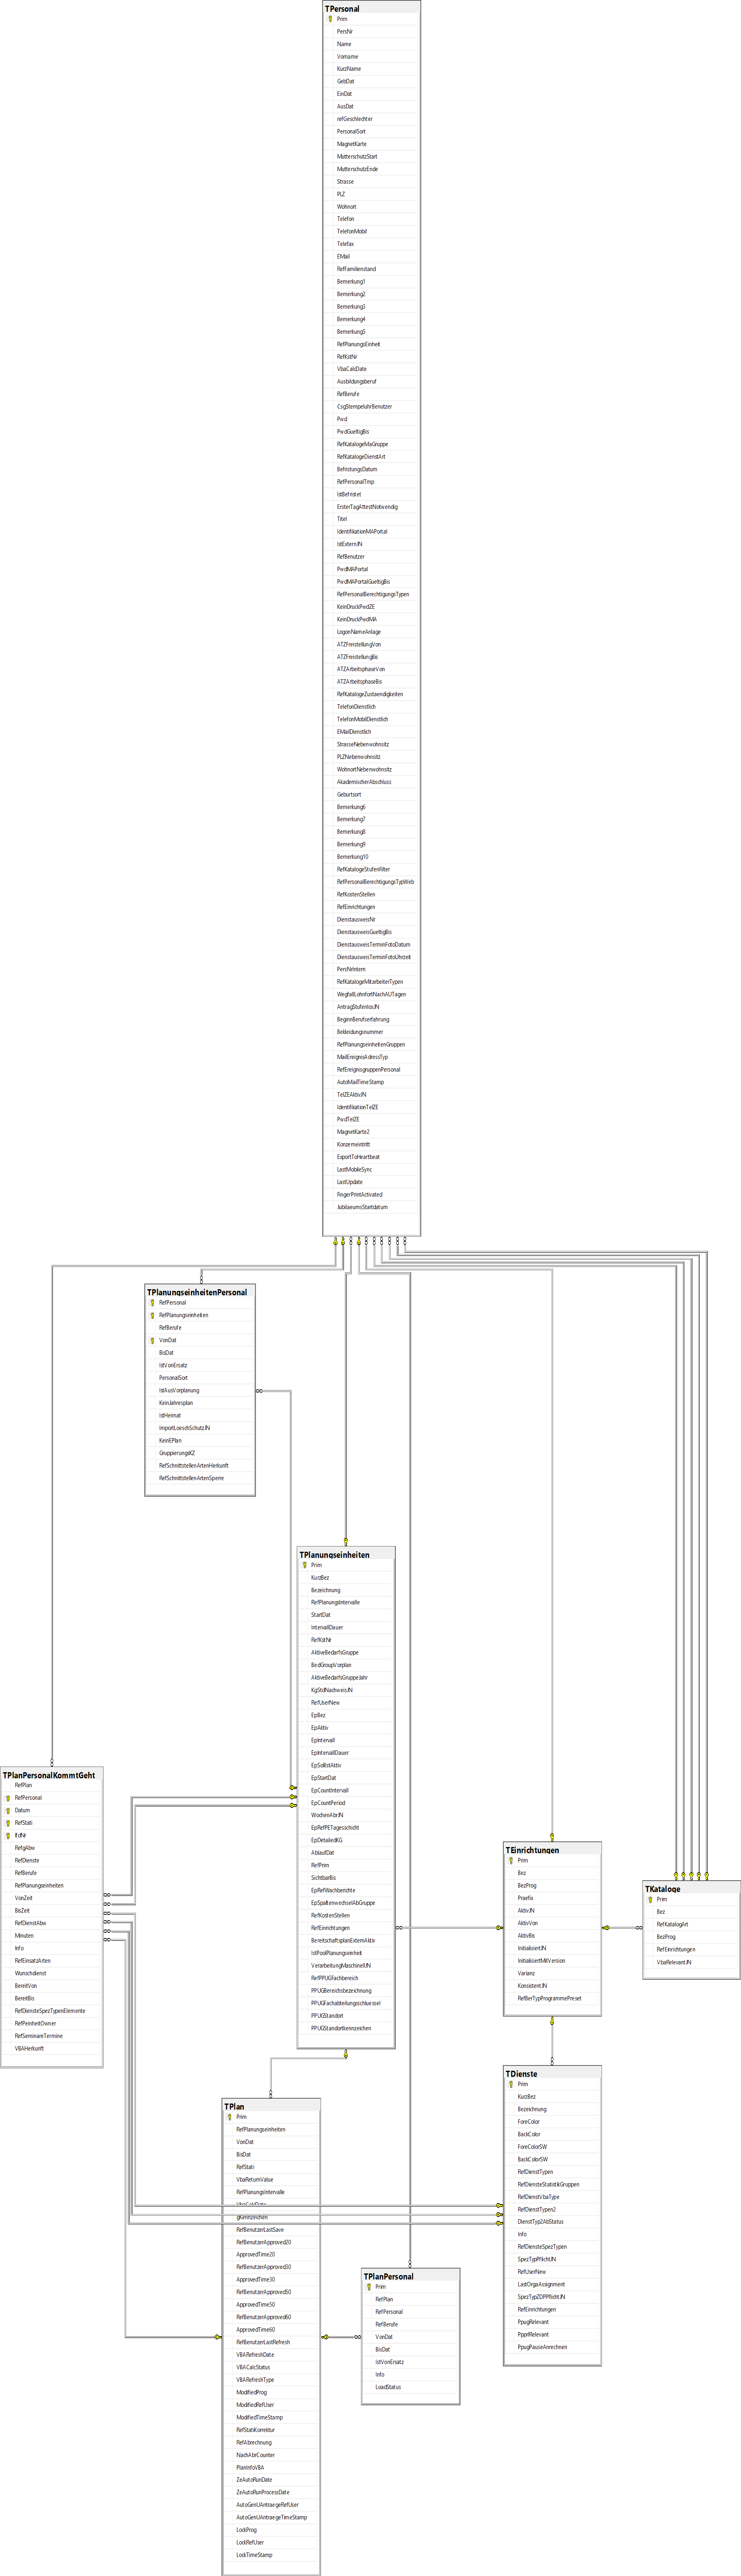 TPersonal
Prim
PersNr
Name
Vorname
KurzName
GebDat
EinDat
AusDat
refGeschlechter
PersonalSort
MagnetKarte
MutterschutzStart
MutterschutzEnde
Strasse
PLZ
Wohnort
Telefon
TelefonMobil
Telefax
EMail
RefFamilienstand
Bemerkung1
Bemerkung2
Bemerkung3
Bemerkung4
Bemerkung5
RefPlanungsEinheit
RefKstNr
VbaCalcDate
Ausbildungsberuf
RefBerufe
CsgStempeluhrBenutzer
Pwd
PwdGueltigBis
RefKatalogeMaGruppe
RefKatalogeDienstArt
BefristungsDatum
RefPersonalTmp
IstBefristet
ErsterTagAttestNotwendig
Titel
IdentifikationMAPortal
IstExternJN
RefBenutzer
PwdMAPortal
PwdMAPortalGueltigBis
RefPersonalBerechtigungsTypen
KeinDruckPwdZE
KeinDruckPwdMA
LogonNameAnlage
ATZFreistellungVon
ATZFreistellungBis
ATZArbeitsphaseVon
ATZArbeitsphaseBis
RefKatalogeZustaendigkeiten
TelefonDienstlich
TelefonMobilDienstlich
EMailDienstlich
StrasseNebenwohnsitz
PLZNebenwohnsitz
WohnortNebenwohnsitz
AkademischerAbschluss
Geburtsort
Bemerkung6
Bemerkung7
Bemerkung8
Bemerkung9
Bemerkung10
RefKatalogeStufenFilter
RefPersonalBerechtigungsTypWeb
RefKostenStellen
RefEinrichtungen
DienstausweisNr
DienstausweisGueltigBis
DienstausweisTerminFotoDatum
DienstausweisTerminFotoUhrzeit
PersNrIntern
RefKatalogeMitarbeiterTypen
WegfallLohnfortNachAUTagen
AntragStufenlosJN
BeginnBerufserfahrung
Bekleidungsnummer
RefPlanungseinheitenGruppen
MailEreignisAdressTyp
RefEreignisgruppenPersonal
AutoMailTimeStamp
TelZEAktivJN
IdentifikationTelZE
PwdTelZE
MagnetKarte2
Konzerneintritt
ExportToHeartbeat
LastMobileSync
LastUpdate
FingerPrintActivated
JubilaeumsStartdatum
TPlanungseinheitenPersonal
RefPersonal
RefPlanungseinheiten
RefBerufe
VonDat
BisDat
IstVonErsatz
PersonalSort
IstAusVorplanung
KeinJahresplan
IstHeimat
ImportLoeschSchutzJN
KeinEPlan
GruppierungsKZ
RefSchnittstellenArtenHerkunft
RefSchnittstellenArtenSperre
TPlanungseinheiten
Prim
KurzBez
Bezeichnung
RefPlanungsIntervalle
StartDat
IntervallDauer
RefKstNr
AktiveBedarfsGruppe
BedGroupVorplan
AktiveBedarfsGruppeJahr
KgStdNachweisJN
RefUserNew
EpBez
EpAktiv
EpIntervall
EpIntervallDauer
EpSollIstAktiv
EpStartDat
EpCountIntervall
EpCountPeriod
WochenAbrJN
EpRefPETagesschicht
EpDetailedKG
AblaufDat
RefPrim
SichtbarBis
EpRefWachberichte
EpSpaltenwechselAbGruppe
RefKostenStellen
RefEinrichtungen
BereitschaftsplanExternAktiv
IstPoolPlanungseinheit
VerarbeitungMaschinellJN
RefPPUGFachbereich
PPUGBereichsbezeichnung
PPUGFachabteilungsschluessel
PPUGStandort
PPUGStandortkennzeichen
TPlanPersonalKommtGeht
RefPlan
RefPersonal
Datum
RefStati
lfdNr
RefgAbw
RefDienste
RefBerufe
RefPlanungseinheiten
VonZeit
BisZeit
RefDienstAbw
Minuten
Info
RefEinsatzArten
Wunschdienst
BereitVon
BereitBis
RefDiensteSpezTypenElemente
RefPeinheitOwner
RefSeminareTermine
VBAHerkunft
TEinrichtungen
Prim
Bez
BezProg
Praefix
AktivJN
AktivVon
AktivBis
InitialisiertJN
InitialisiertMitVersion
Varianz
KonsistentJN
RefBerTypProgrammePreset
TKataloge
Prim
Bez
RefKatalogArt
BezProg
RefEinrichtungen
VbaRelevantJN
TDienste
Prim
KurzBez
Bezeichnung
ForeColor
BackColor
ForeColorSW
BackColorSW
RefDienstTypen
RefDiensteStatistikGruppen
RefDienstVbaType
RefDienstTypen2
DienstTyp2AbStatus
Info
RefDiensteSpezTypen
SpezTypPflichtJN
RefUserNew
LastOrgaAssignment
SpezTypZDPPflichtJN
RefEinrichtungen
PpugRelevant
PpprRelevant
PpugPauseAnrechnen
TPlan
Prim
RefPlanungseinheiten
VonDat
BisDat
RefStati
VbaReturnValue
RefPlanungsIntervalle
VbaCalcDate
gKennzeichen
RefBenutzerLastSave
RefBenutzerApproved20
ApprovedTime20
RefBenutzerApproved30
ApprovedTime30
RefBenutzerApproved50
ApprovedTime50
RefBenutzerApproved60
ApprovedTime60
RefBenutzerLastRefresh
VBARefreshDate
VBACalcStatus
VBARefreshType
ModifiedProg
ModifiedRefUser
ModifiedTimeStamp
RefStatiKorrektur
RefAbrechnung
NachAbrCounter
PlanInfoVBA
ZeAutoRunDate
ZeAutoRunProcessDate
AutoGenUAntraegeRefUser
AutoGenUAntraegeTimeStamp
LockProg
LockRefUser
LockTimeStamp
TPlanPersonal
Prim
RefPlan
RefPersonal
RefBerufe
VonDat
BisDat
IstVonErsatz
Info
LoadStatus